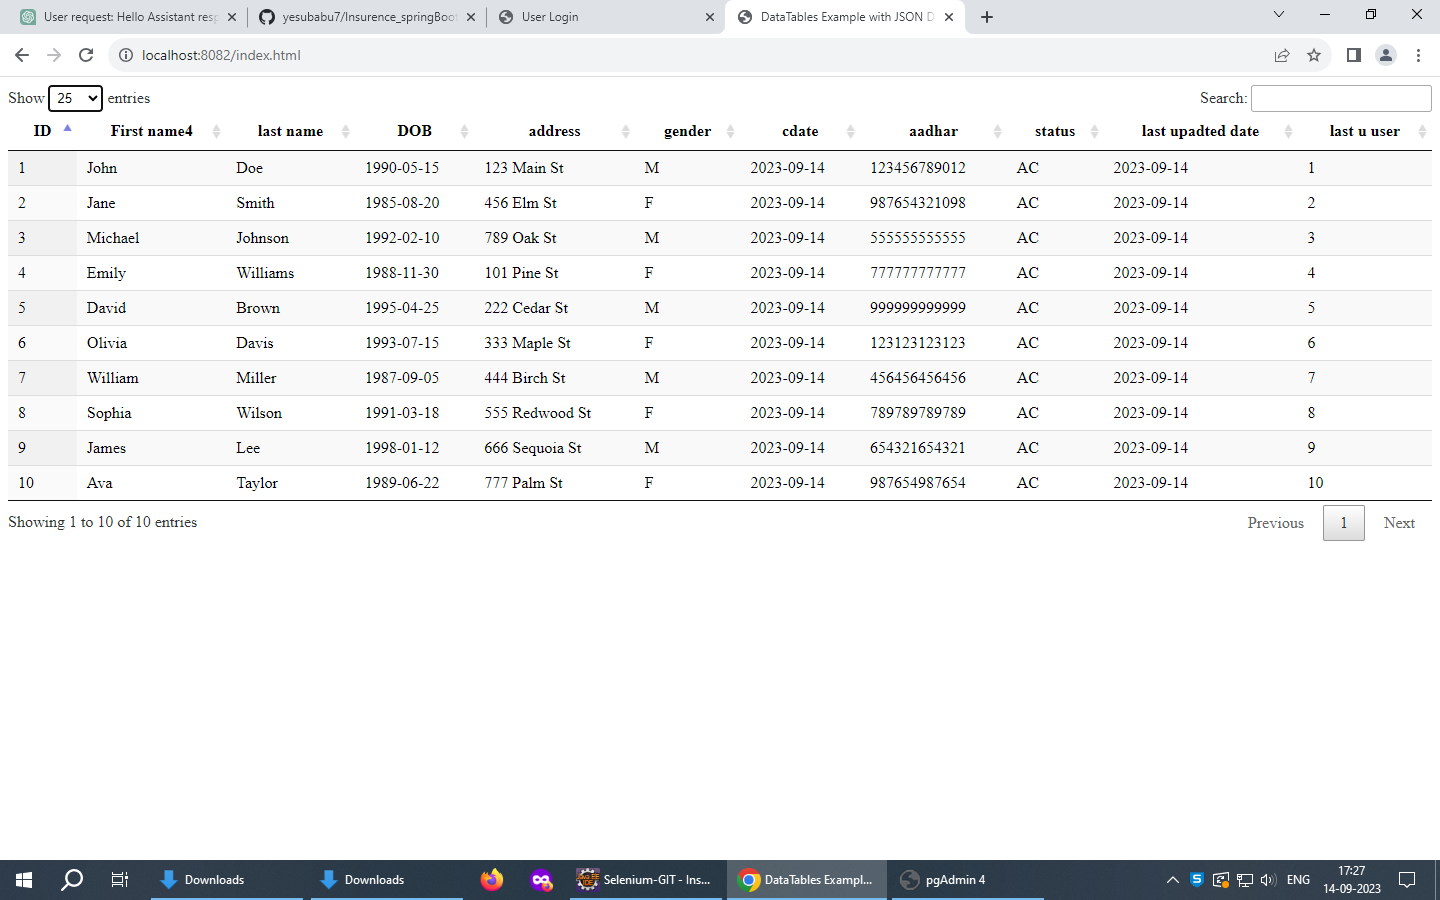 User request: Hello Assistant resp
yesubabu7/Insurence_springBoot
User Login
DataTables Example with JSON D
localhost:8082/index.html
Show 25 entries Search:
ID First name4 last name DOB address gender cdate aadhar status last upadted date last u user
1 John Doe 1990-05-15 123 Main St M 2023-09-14 123456789012 AC 2023-09-14 1
2 Jane Smith 1985-08-20 456 Elm St F 2023-09-14 987654321098 AC 2023-09-14 2
3 Michael Johnson 1992-02-10 789 Oak St M 2023-09-14 555555555555 AC 2023-09-14 3
4 Emily Williams 1988-11-30 101 Pine St F 2023-09-14 777777777777 AC 2023-09-14 4
5 David Brown 1995-04-25 222 Cedar St M 2023-09-14 999999999999 AC 2023-09-14 5
6 Olivia Davis 1993-07-15 333 Maple St F 2023-09-14 123123123123 AC 2023-09-14 6
7 William Miller 1987-09-05 444 Birch St M 2023-09-14 456456456456 AC 2023-09-14 7
8 Sophia Wilson 1991-03-18 555 Redwood St F 2023-09-14 789789789789 AC 2023-09-14 8
9 James Lee 1998-01-12 666 Sequoia St M 2023-09-14 654321654321 AC 2023-09-14 9
10 Ava Taylor 1989-06-22 777 Palm St F 2023-09-14 987654987654 AC 2023-09-14 10
Showing 1 to 10 of 10 entries Previous 1 Next
Downloads
Downloads
Selenium-GIT - Ins...
DataTables Exampl...
pgAdmin 4
ENG
17:27
14-09-2023